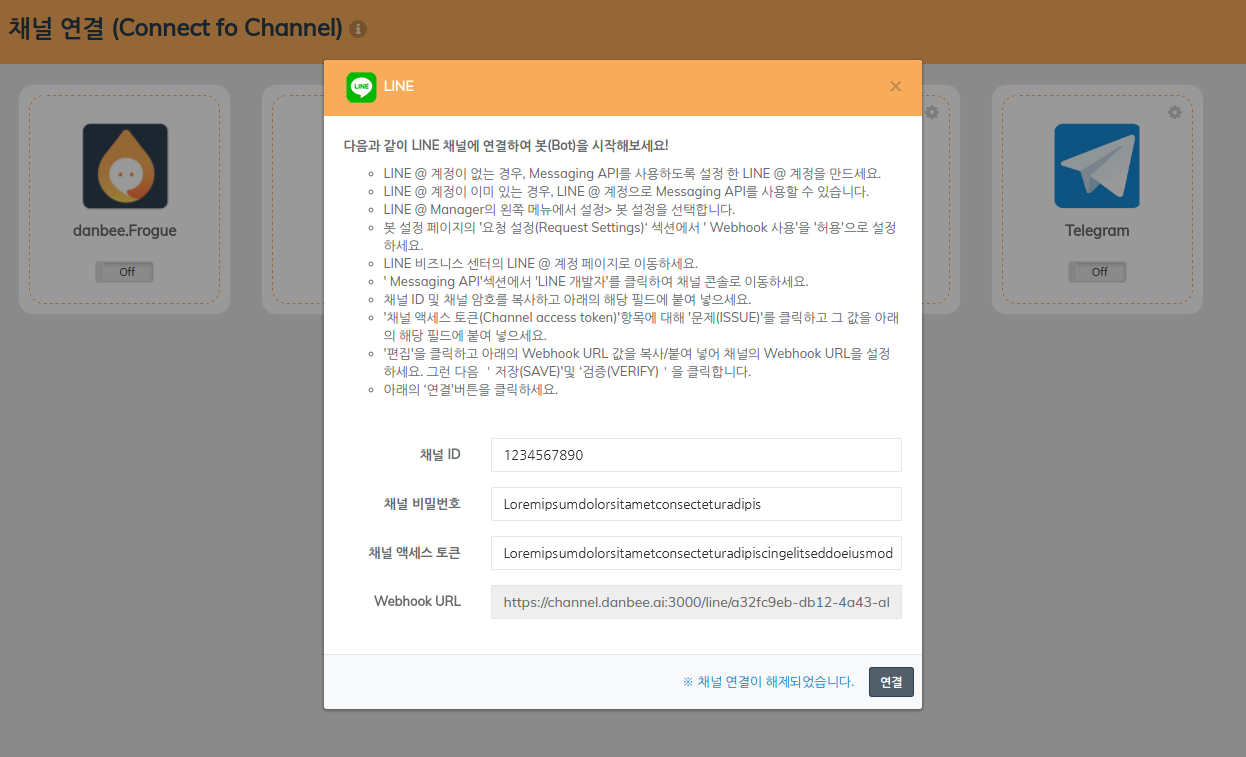 채널 연결 (Connect fo Channel)
LINE
LINE
×
다음과 같이 LINE 채널에 연결하여 봇(Bot)을 시작해보세요!
LINE @ 계정이 없는 경우, Messaging API를 사용하도록 설정 한 LINE @ 계정을 만드세요.
LINE @ 계정이 이미 있는 경우, LINE @ 계정으로 Messaging API를 사용할 수 있습니다.
LINE @ Manager의 왼쪽 메뉴에서 설정> 봇 설정을 선택합니다.
봇 설정 페이지의 '요청 설정(Request Settings)' 섹션에서 ' Webhook 사용'을 '허용'으로 설정
하세요.
LINE 비즈니스 센터의 LINE @ 계정 페이지로 이동하세요.
' Messaging API'섹션에서 'LINE 개발자'를 클릭하여 채널 콘솔로 이동하세요.
채널 ID 및 채널 암호를 복사하고 아래의 해당 필드에 붙여 넣으세요.
'채널 액세스 토큰(Channel access token)'항목에 대해 '문제(ISSUE)'를 클릭하고 그 값을 아래
의 해당 필드에 붙여 넣으세요.
'편집'을 클릭하고 아래의 Webhook URL 값을 복사/붙여 넣어 채널의 Webhook URL을 설정
하세요. 그런 다음 ' 저장(SAVE)'및 '검증(VERIFY) ' 을 클릭합니다.
아래의 '연결'버튼을 클릭하세요.
채널 ID
1234567890
채널 비밀번호
Loremipsumdolorsitametconsecteturadipis
채널 액세스 토큰
Loremipsumdolorsitametconsecteturadipiscingelitseddoeiusmod
Webhook URL
https://channel.danbee.ai:3000/line/a32fc9eb-db12-4a43-al
※ 채널 연결이 해제되었습니다.
연결
danbee.Frogue
Off
Telegram
Off